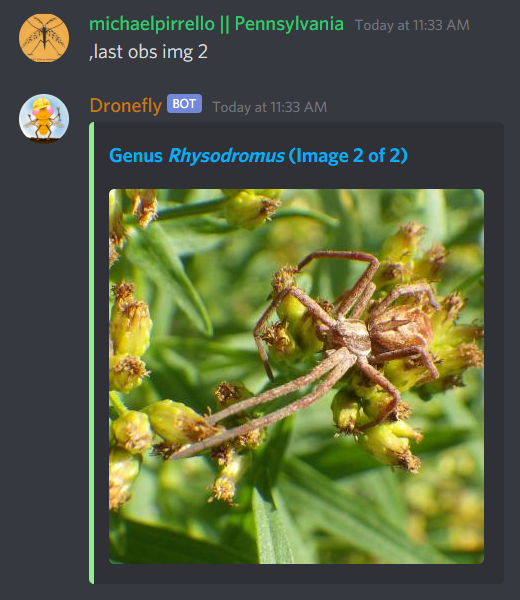 michaelpirrello || Pennsylvania Today at 11:33 AM
,last obs img 2
Dronefly BOT Today at 11:33 AM
Genus Rhysodromus (Image 2 of 2)